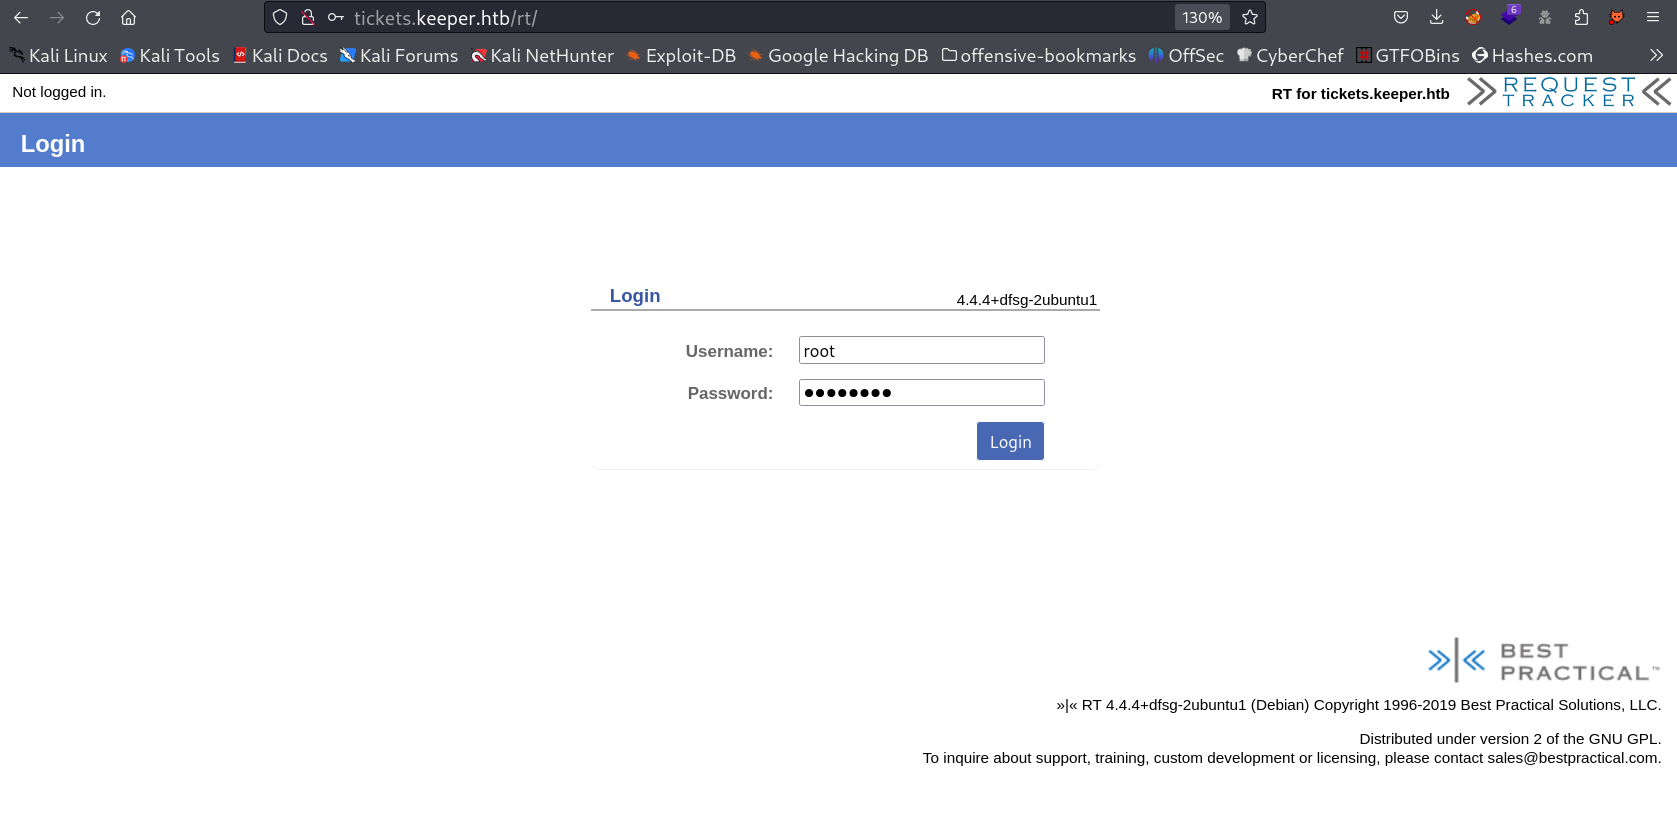 tickets.keeper.htb/rt/ 130% 6
Kali Linux Kali Tools Kali Docs Kali Forums Kali NetHunter Exploit-DB Google Hacking DB offensive-bookmarks OffSec CyberChef GTFOBins Hashes.com
Not logged in. RT for tickets.keeper.htb REQUEST TRACKER
Login
Login 4.4.4+dfsg-2ubuntu1
Username: root
Password: ●●●●●●●●
Login
BEST
PRACTICAL™
»|« RT 4.4.4+dfsg-2ubuntu1 (Debian) Copyright 1996-2019 Best Practical Solutions, LLC.
Distributed under version 2 of the GNU GPL.
To inquire about support, training, custom development or licensing, please contact sales@bestpractical.com.